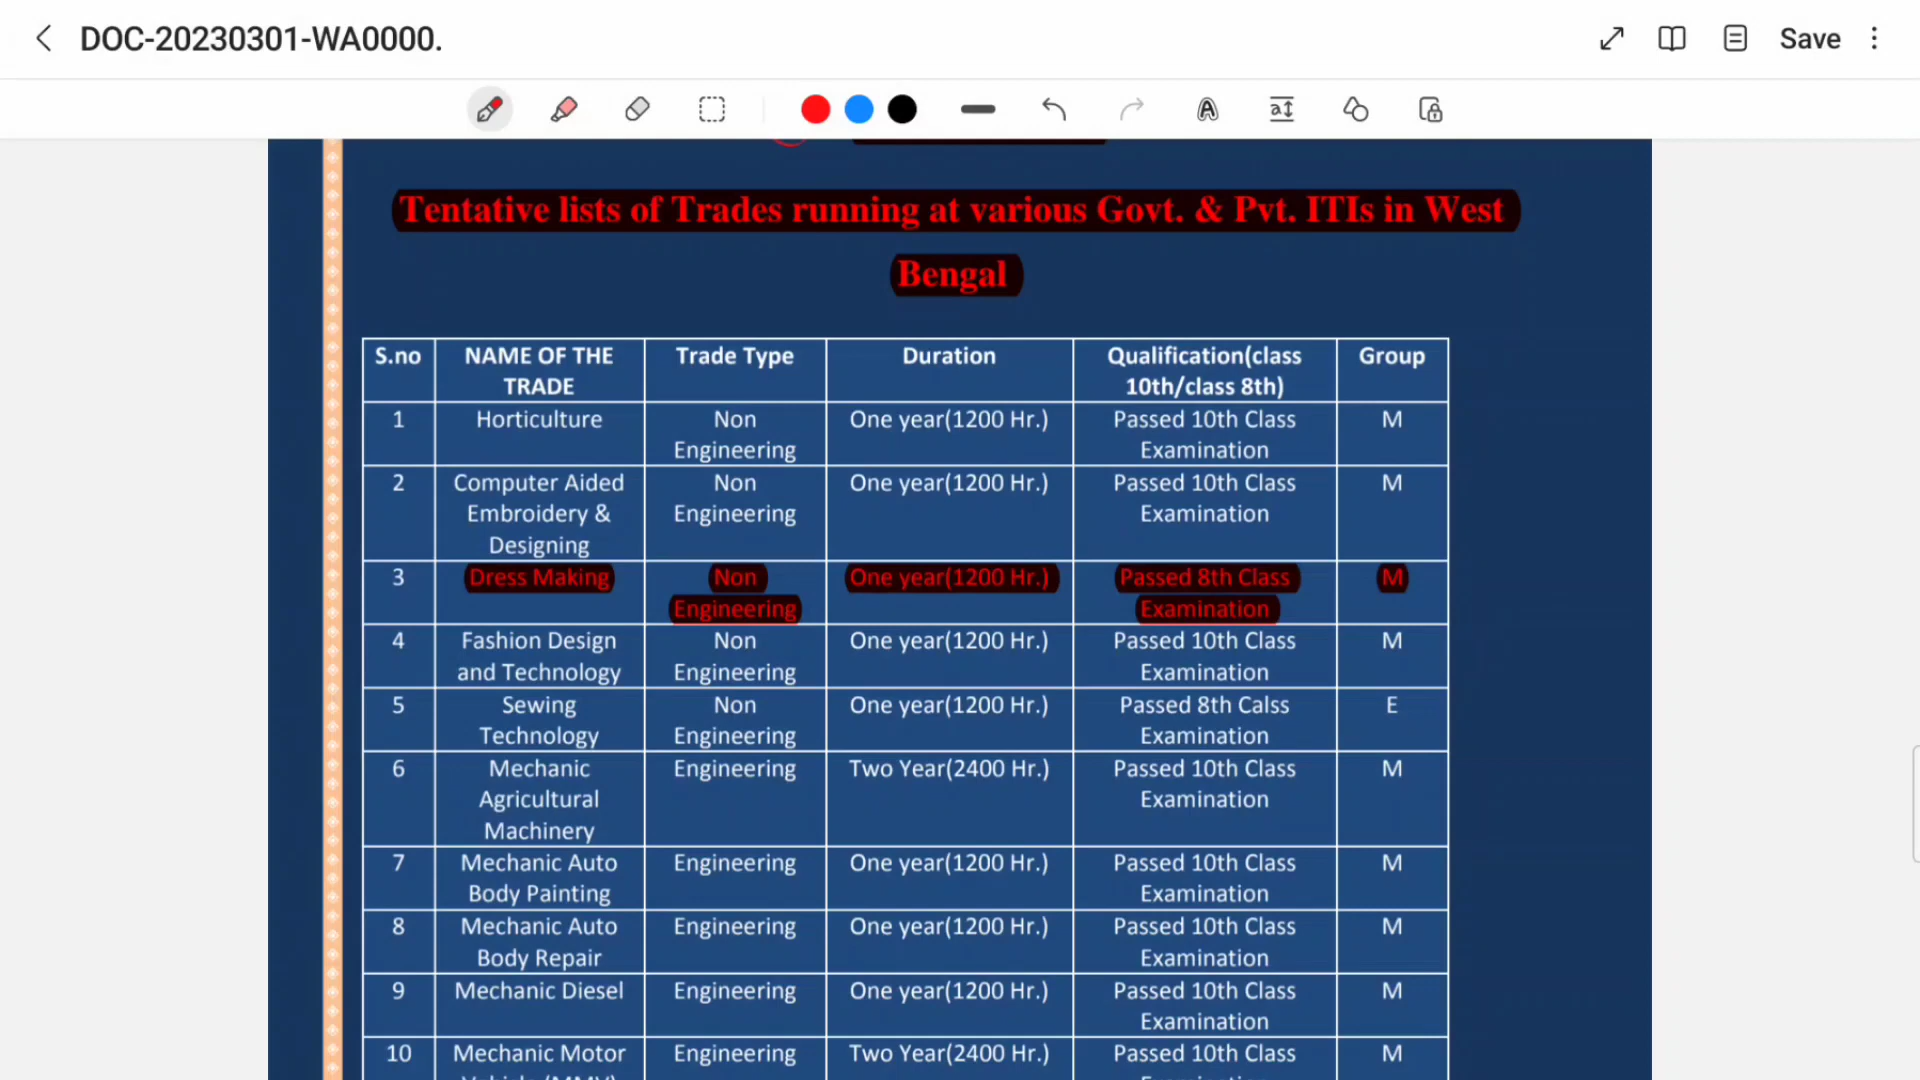 DOC-20230301-WA0000.
Save
Tentative lists of Trades running at various Govt. & Pvt. ITIs in West
Bengal
S.no NAME OF THE TRADE Trade Type Duration Qualification(class 10th/class 8th) Group
1 Horticulture Non Engineering One year(1200 Hr.) Passed 10th Class Examination M
2 Computer Aided Embroidery & Designing Non Engineering One year(1200 Hr.) Passed 10th Class Examination M
3 Dress Making Non Engineering One year(1200 Hr.) Passed 8th Class Examination M
4 Fashion Design and Technology Non Engineering One year(1200 Hr.) Passed 10th Class Examination M
5 Sewing Technology Non Engineering One year(1200 Hr.) Passed 8th Calss Examination E
6 Mechanic Agricultural Machinery Engineering Two Year(2400 Hr.) Passed 10th Class Examination M
7 Mechanic Auto Body Painting Engineering One year(1200 Hr.) Passed 10th Class Examination M
8 Mechanic Auto Body Repair Engineering One year(1200 Hr.) Passed 10th Class Examination M
9 Mechanic Diesel Engineering One year(1200 Hr.) Passed 10th Class Examination M
10 Mechanic Motor Engineering Two Year(2400 Hr.) Passed 10th Class M